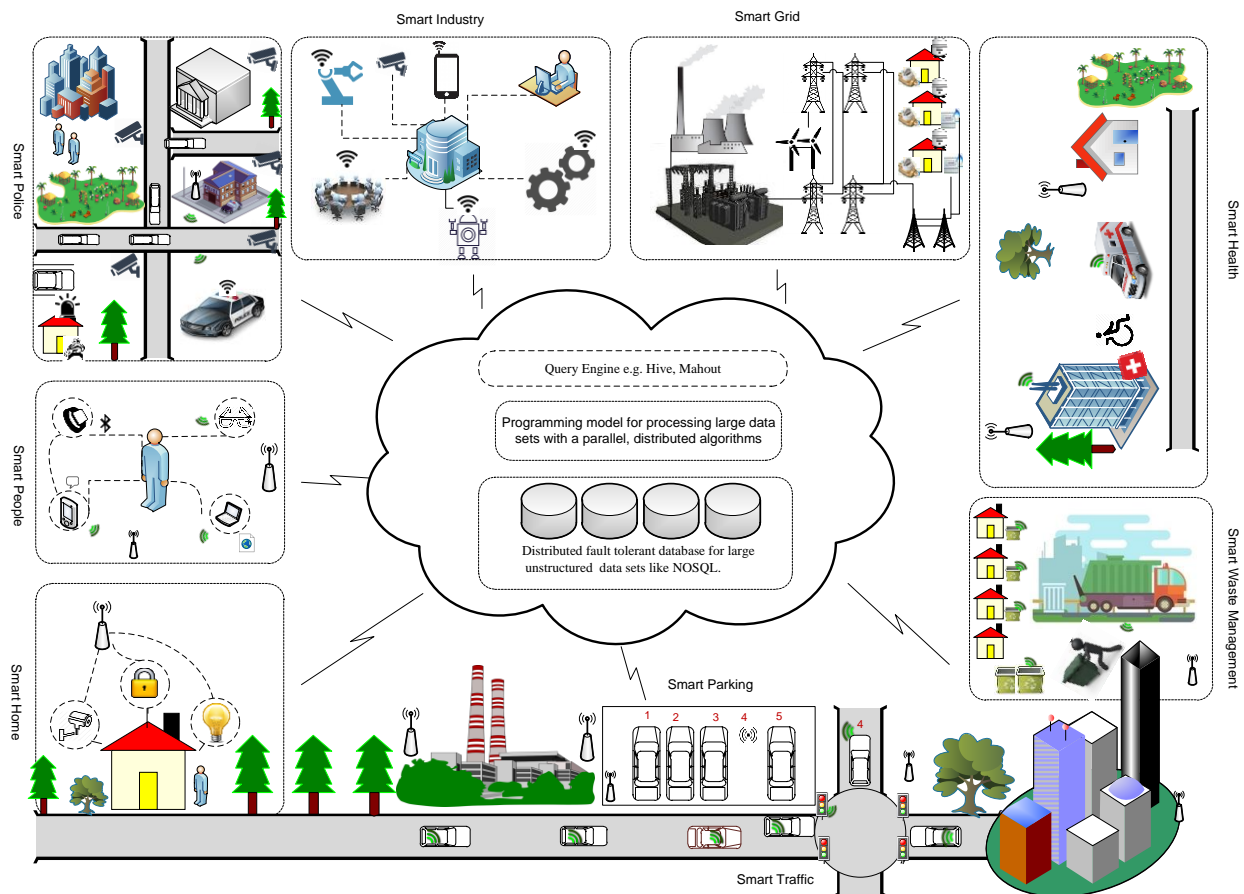 Smart Industry
Smart Grid
Smart Police
Smart Health
Query Engine e.g. Hive, Mahout
Programming model for processing large data
sets with a parallel, distributed algorithms
Distributed fault tolerant database for large
unstructured data sets like NOSQL.
Smart People
Smart Waste Management
Smart Home
Smart Parking
1 2 3 4 5
4
Smart Traffic